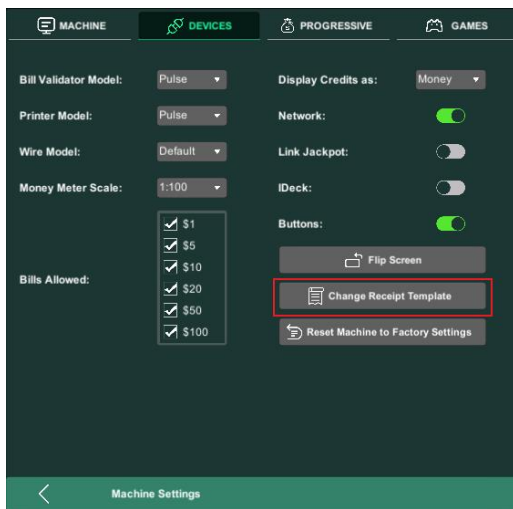 MACHINE
DEVICES
PROGRESSIVE
GAMES
Bill Validator Model: Pulse
Printer Model: Pulse
Wire Model: Default
Money Meter Scale: 1:100
Bills Allowed:
$1
$5
$10
$20
$50
$100
Display Credits as: Money
Network:
Link Jackpot:
IDeck:
Buttons:
Flip Screen
Change Receipt Template
Reset Machine to Factory Settings
Machine Settings